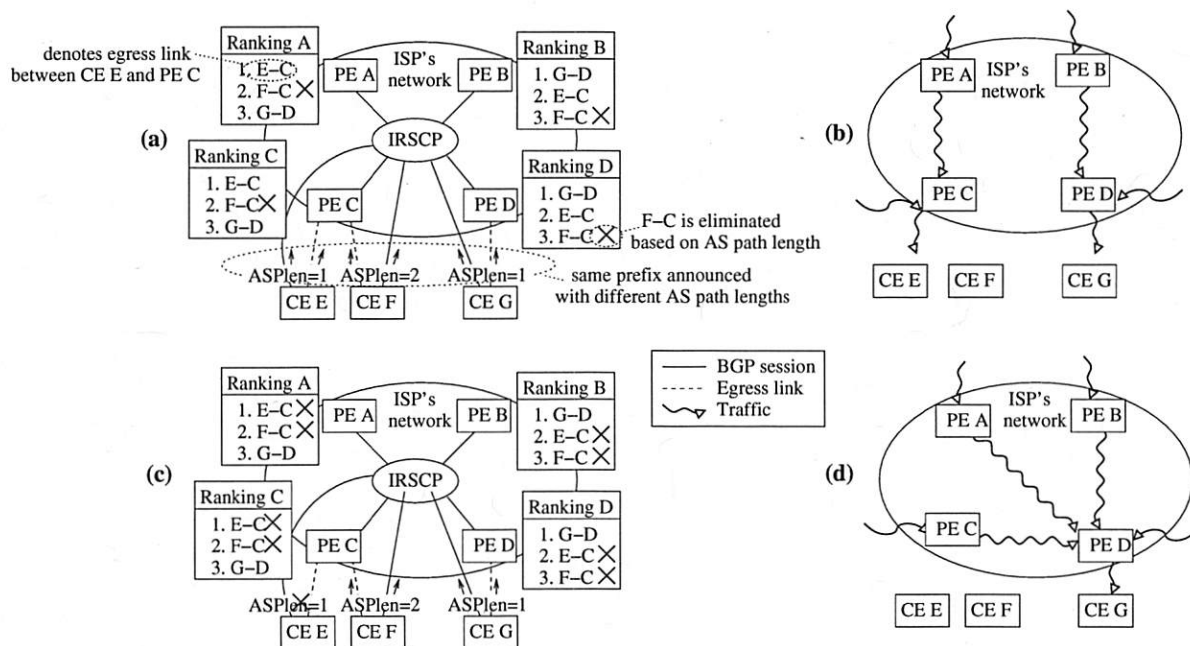 denotes egress link
between CE E and PE C
(a)
Ranking A
1. E–C
2. F–C
3. G–D
PE A
ISP's
network
PE B
Ranking B
1. G–D
2. E–C
3. F–C
IRSCP
Ranking C
1. E–C
2. F–C
3. G–D
PE C
PE D
Ranking D
1. G–D
2. E–C
3. F–C
F–C is eliminated
based on AS path length
ASPlen=1
ASPlen=2
ASPlen=1
same prefix announced
with different AS path lengths
CE E
CE F
CE G
(b)
PE A
ISP's
network
PE B
PE C
PE D
CE E
CE F
CE G
BGP session
Egress link
Traffic
(c)
Ranking A
1. E–C
2. F–C
3. G–D
PE A
ISP's
network
PE B
Ranking B
1. G–D
2. E–C
3. F–C
IRSCP
Ranking C
1. E–C
2. F–C
3. G–D
PE C
PE D
Ranking D
1. G–D
2. E–C
3. F–C
ASPlen=1
ASPlen=2
ASPlen=1
CE E
CE F
CE G
(d)
PE A
ISP's
network
PE B
PE C
PE D
CE E
CE F
CE G